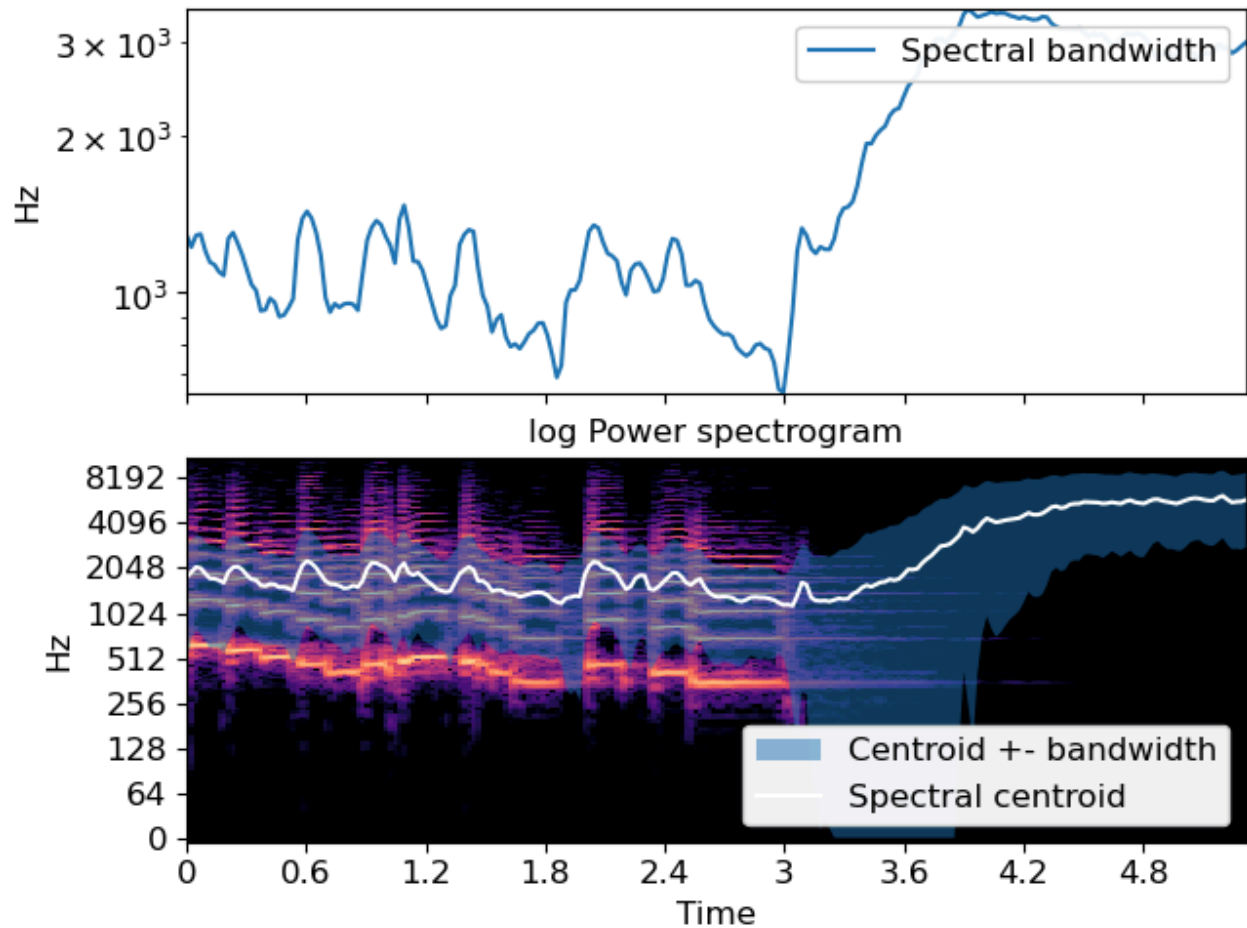 3 × 10³
Spectral bandwidth
2 × 10³
Hz
10³
log Power spectrogram
8192
4096
2048
1024
512
256
128
64
0
Hz
Centroid +- bandwidth
Spectral centroid
0 0.6 1.2 1.8 2.4 3 3.6 4.2 4.8
Time